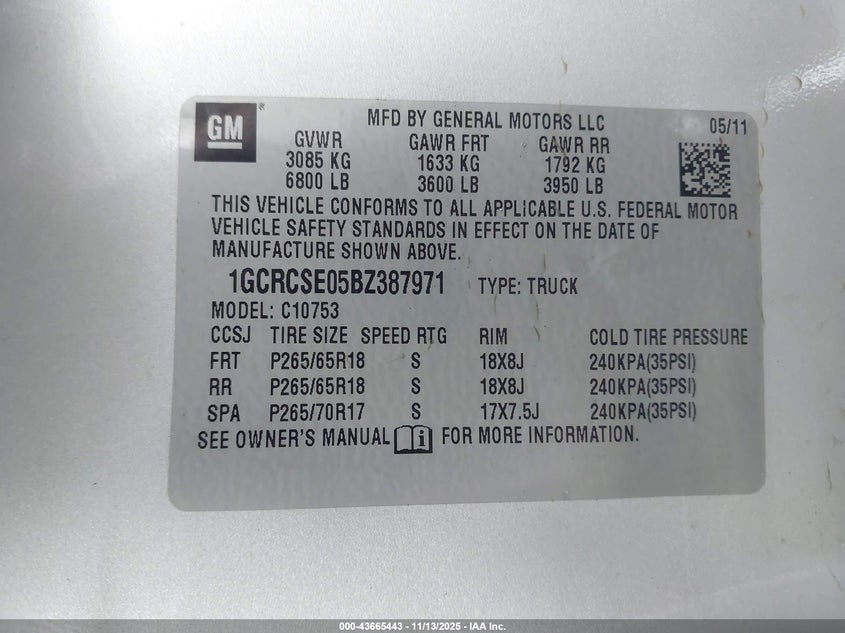 GM
®
MFD BY GENERAL MOTORS LLC 05/11
GVWR GAWR FRT GAWR RR
3085 KG 1633 KG 1792 KG
6800 LB 3600 LB 3950 LB
THIS VEHICLE CONFORMS TO ALL APPLICABLE U.S. FEDERAL MOTOR
VEHICLE SAFETY STANDARDS IN EFFECT ON THE DATE OF
MANUFACTURE SHOWN ABOVE.
1GCRCSE05BZ387971 TYPE: TRUCK
MODEL: C10753
CCSJ TIRE SIZE SPEED RTG RIM COLD TIRE PRESSURE
FRT P265/65R18 S 18X8J 240KPA(35PSI)
RR P265/65R18 S 18X8J 240KPA(35PSI)
SPA P265/70R17 S 17X7.5J 240KPA(35PSI)
SEE OWNER'S MANUAL i FOR MORE INFORMATION.
000-43665443 - 11/13/2025 - IAA Inc.